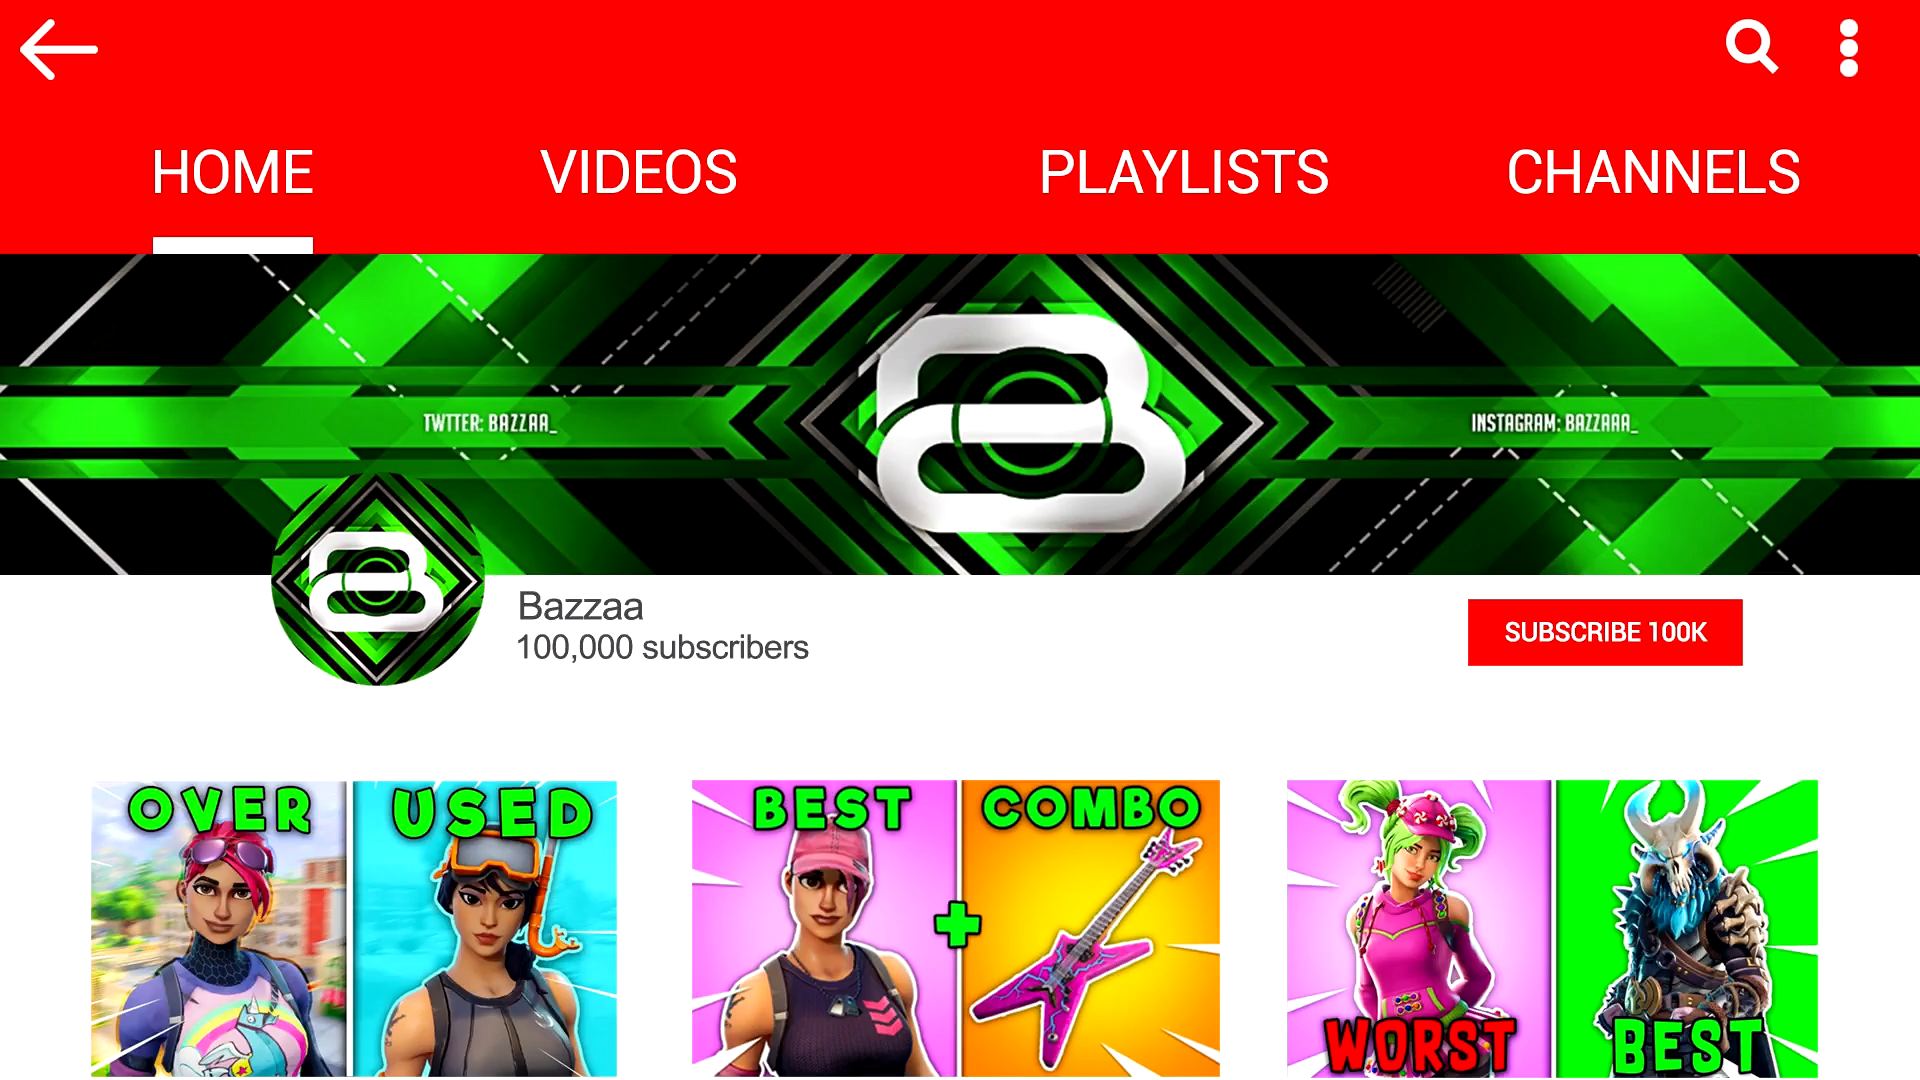 HOME VIDEOS PLAYLISTS CHANNELS
TWTTER: BAZZAA_
INSTAGRAM: BAZZAAA_
Bazzaa
100,000 subscribers
SUBSCRIBE 100K
OVER USED
BEST COMBO
+
WORST BEST